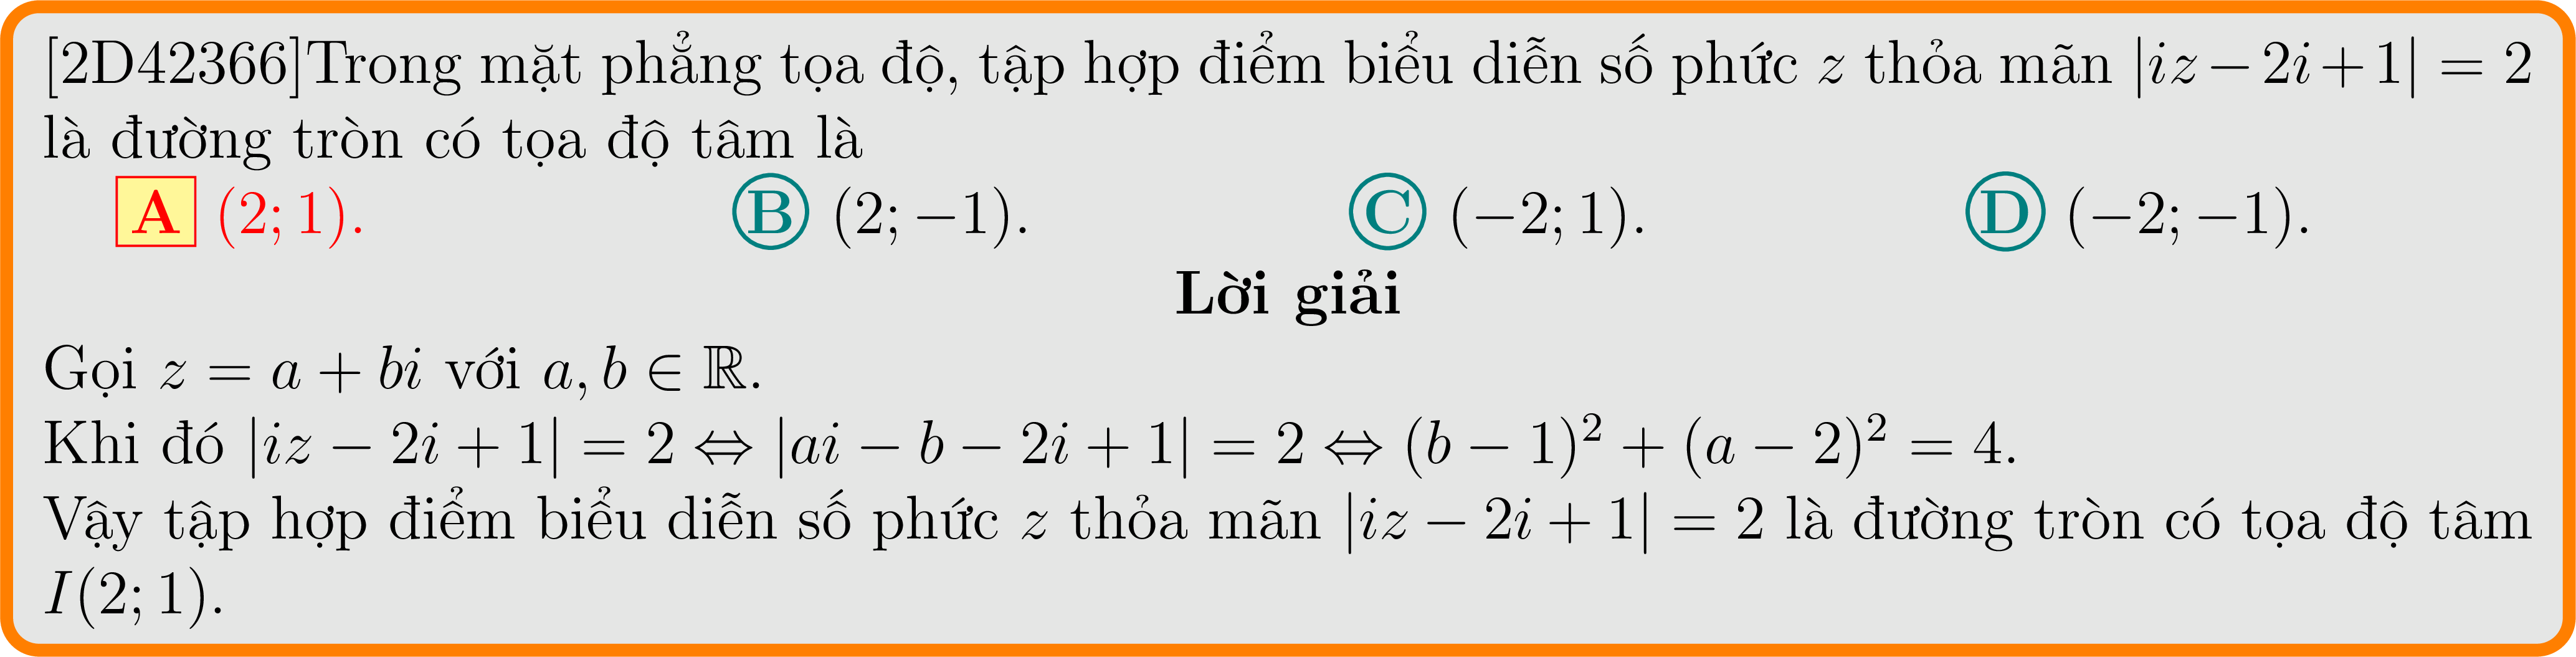 [2D42366]Trong mặt phẳng tọa độ, tập hợp điểm biểu diễn số phức z thỏa mãn |iz − 2i + 1| = 2
là đường tròn có tọa độ tâm là
A (2; 1). B (2; −1). C (−2; 1). D (−2; −1).
Lời giải
Gọi z = a + bi với a, b ∈ ℝ.
Khi đó |iz − 2i + 1| = 2 ⇔ |ai − b − 2i + 1| = 2 ⇔ (b − 1)² + (a − 2)² = 4.
Vậy tập hợp điểm biểu diễn số phức z thỏa mãn |iz − 2i + 1| = 2 là đường tròn có tọa độ tâm
I(2; 1).